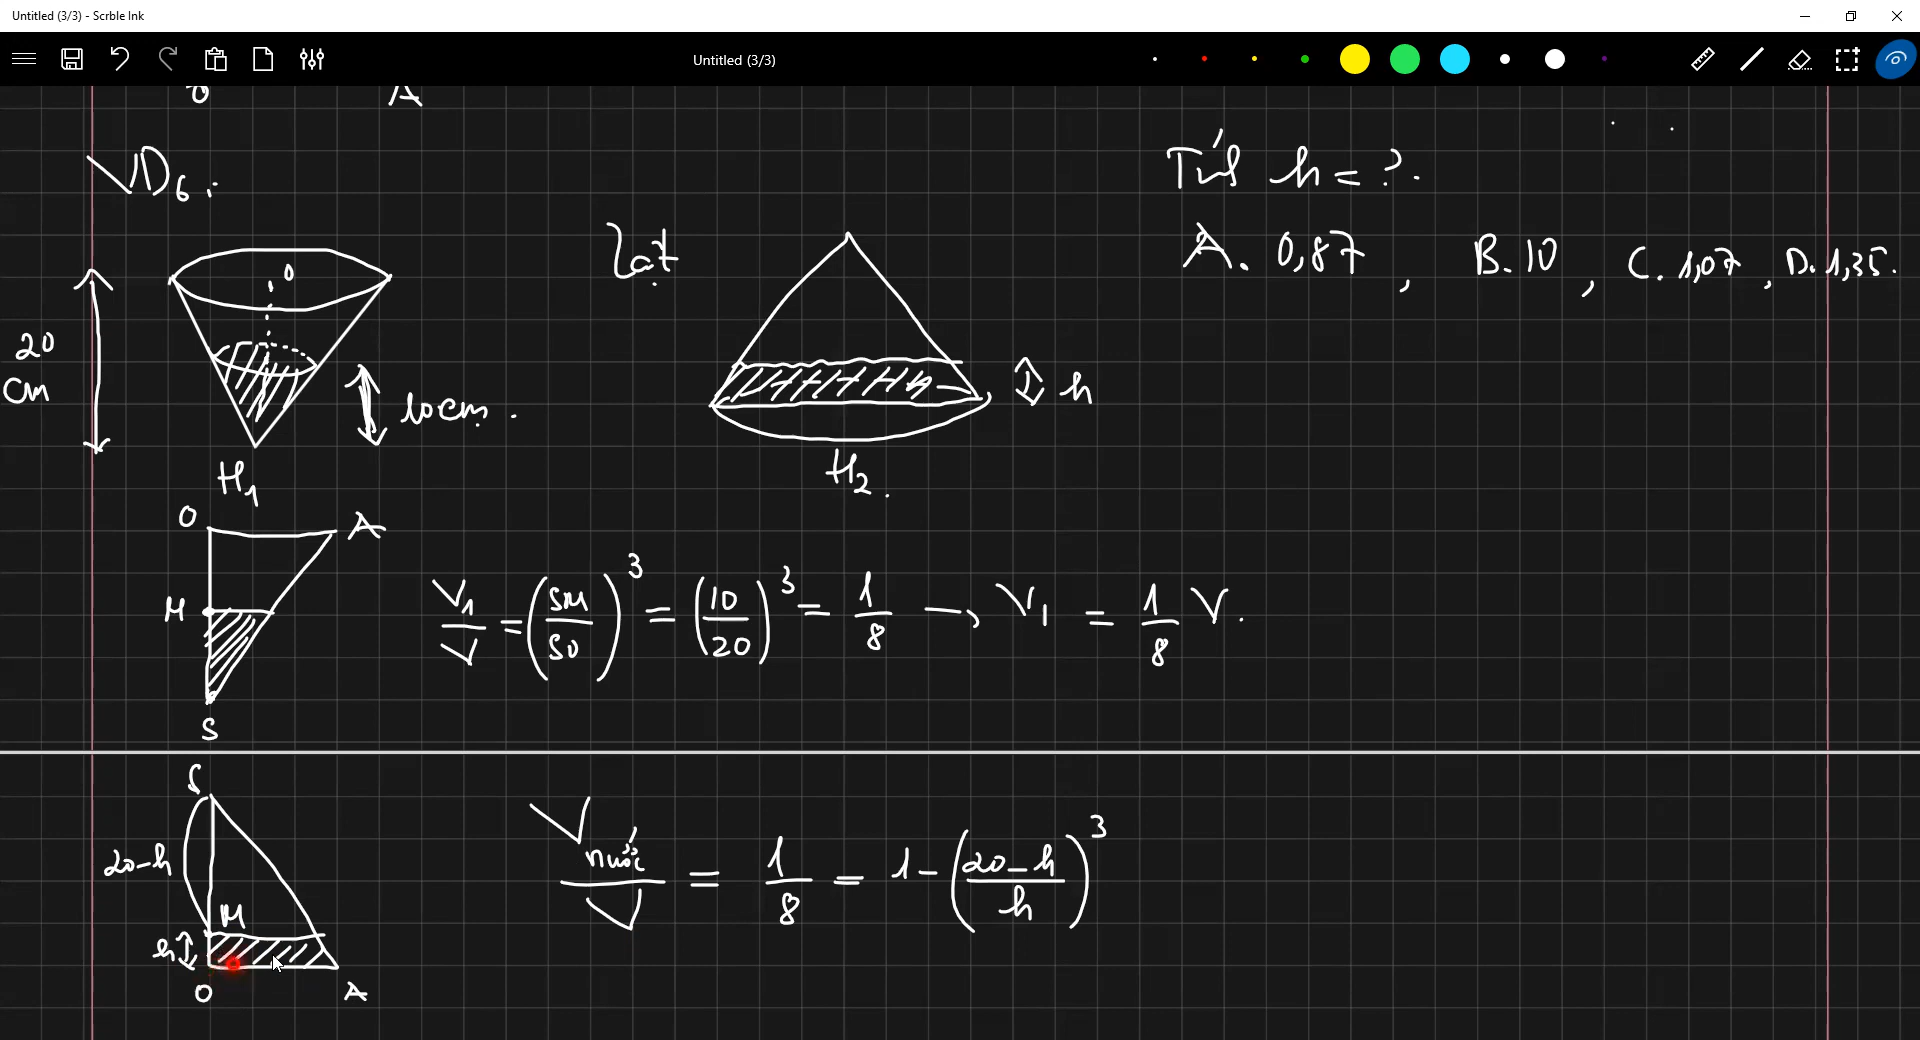 Untitled (3/3) - Scrble Ink
Untitled (3/3)
O A
VD6:
Tính h = ?.
A. 0,87, B. 10, C. 1,07, D. 1,35.
Lật
O
20 cm
10cm.
h
H1
H2.
O A
M
S
V1/V = (SM/SO)^3 = (10/20)^3 = 1/8 → V1 = 1/8 V.
S
20-h
M
h
O A
Vnước/V = 1/8 = 1 - (20-h/h)^3